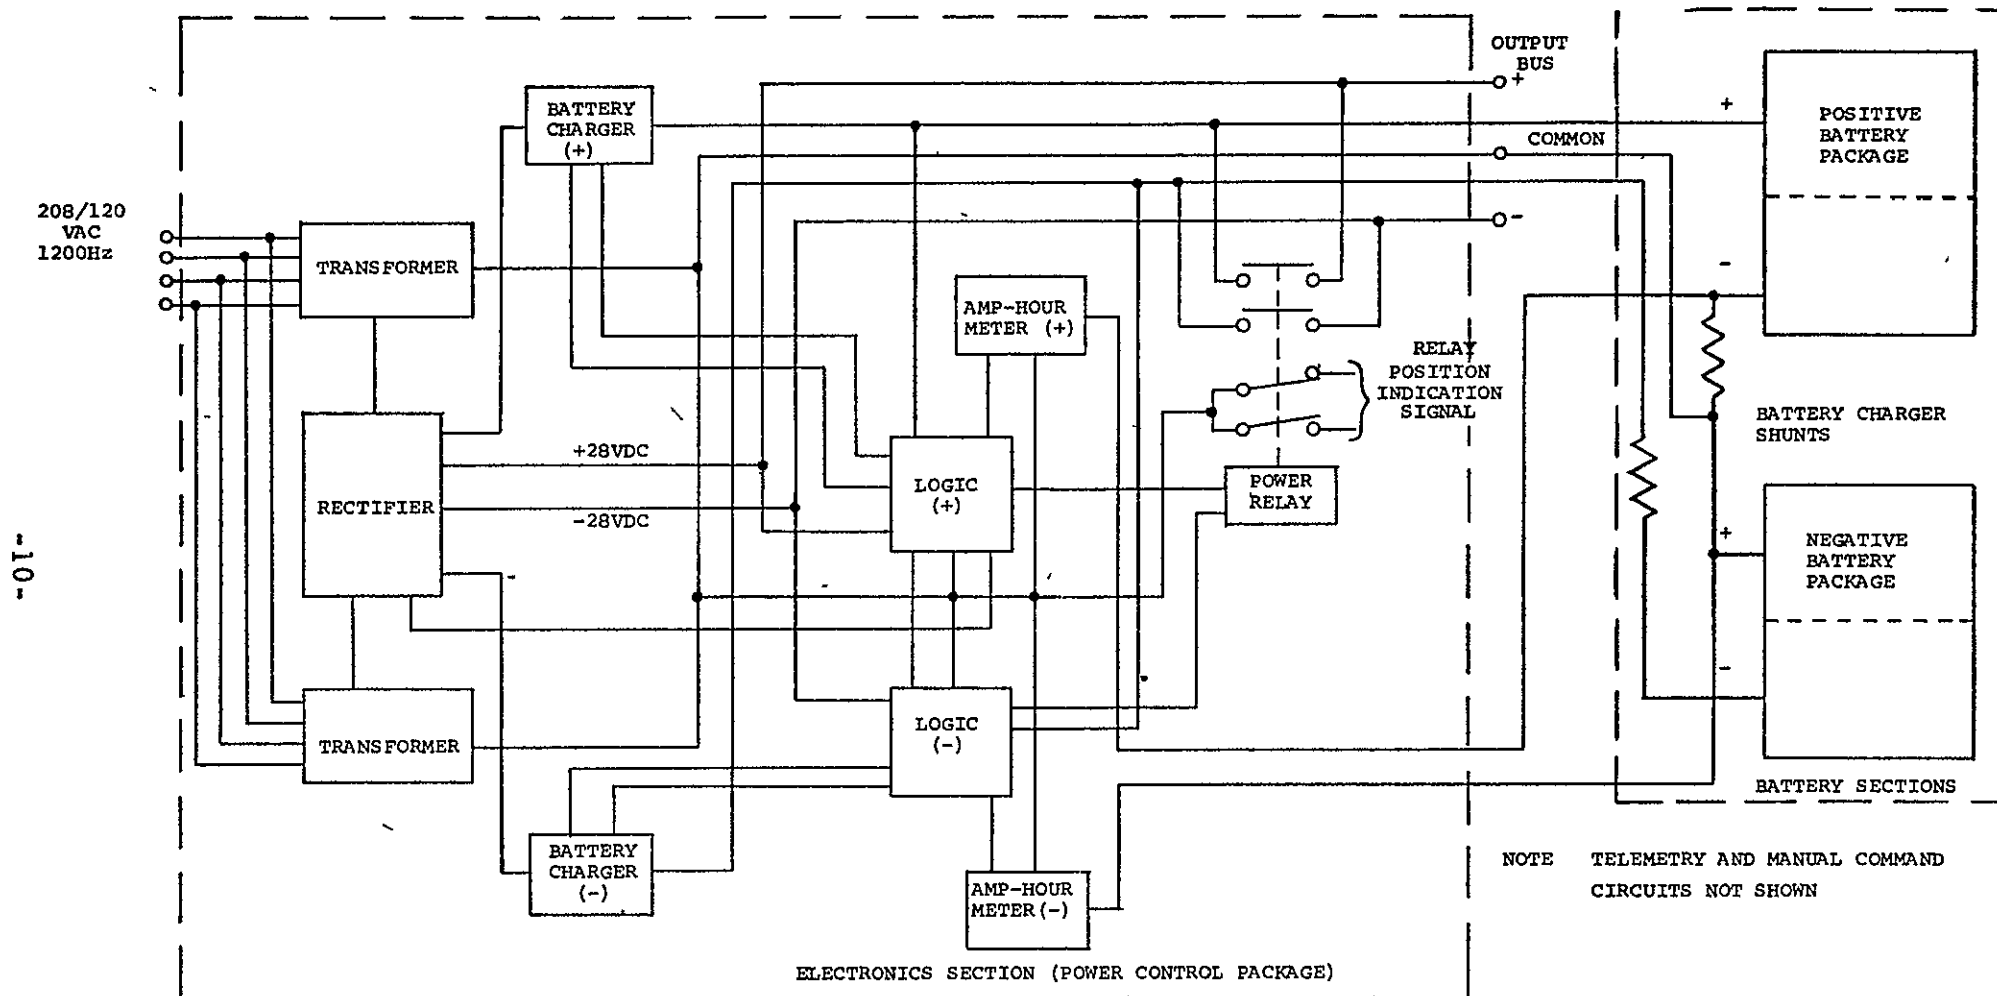 OUTPUT
BUS
+
BATTERY
CHARGER
(+)
+
POSITIVE
BATTERY
PACKAGE
COMMON
208/120
VAC
1200Hz
-
TRANSFORMER
-
AMP-HOUR
METER (+)
RELAY
POSITION
INDICATION
SIGNAL
BATTERY CHARGER
SHUNTS
+28VDC
LOGIC
(+)
POWER
RELAY
RECTIFIER
-28VDC
+
NEGATIVE
BATTERY
PACKAGE
-10-
-
LOGIC
(-)
TRANSFORMER
BATTERY SECTIONS
BATTERY
CHARGER
(-)
AMP-HOUR
METER(-)
NOTE TELEMETRY AND MANUAL COMMAND
CIRCUITS NOT SHOWN
ELECTRONICS SECTION (POWER CONTROL PACKAGE)